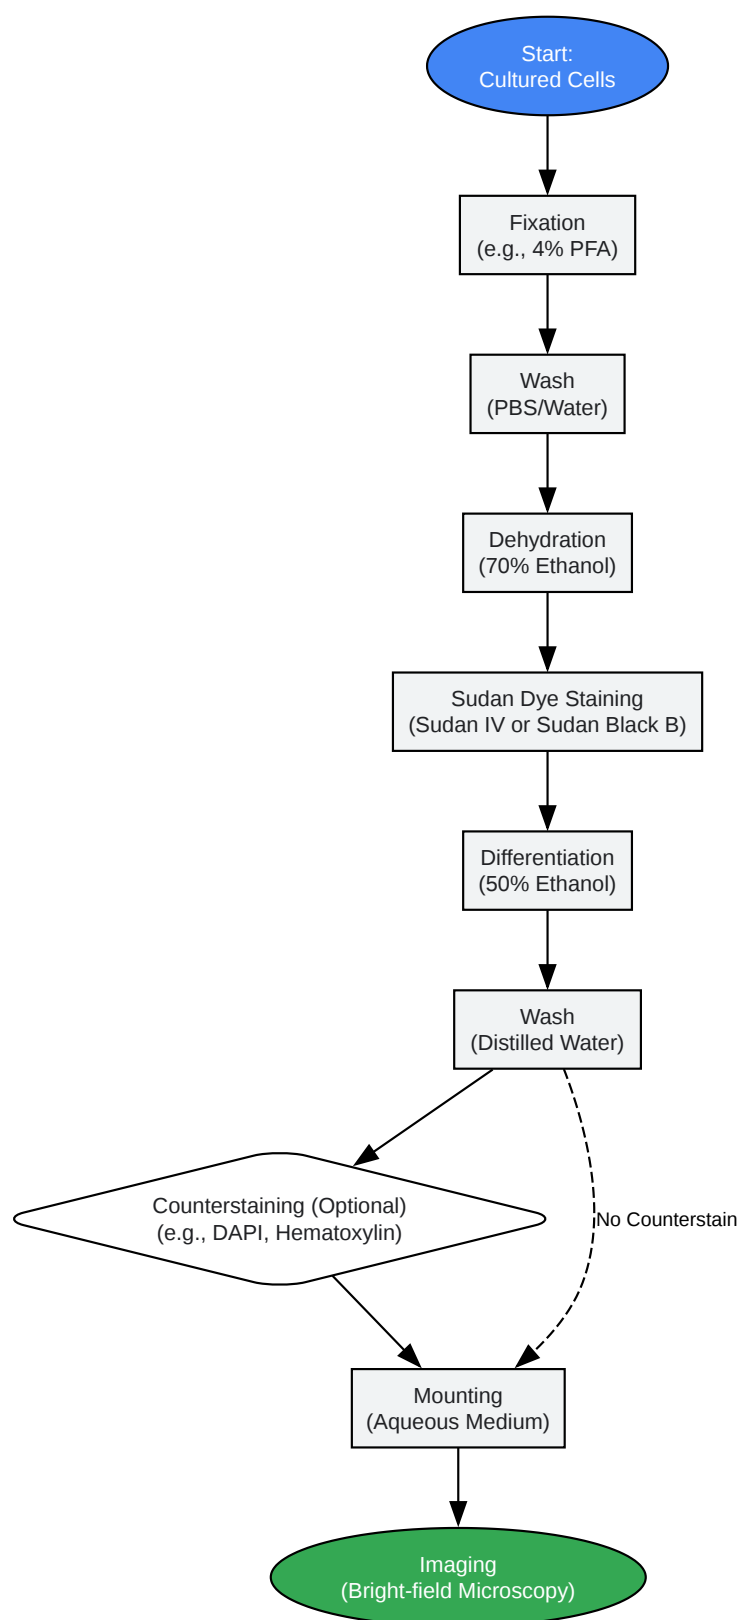 Start:
Cultured Cells
Fixation
(e.g., 4% PFA)
Wash
(PBS/Water)
Dehydration
(70% Ethanol)
Sudan Dye Staining
(Sudan IV or Sudan Black B)
Differentiation
(50% Ethanol)
Wash
(Distilled Water)
Counterstaining (Optional)
(e.g., DAPI, Hematoxylin)
No Counterstain
Mounting
(Aqueous Medium)
Imaging
(Bright-field Microscopy)